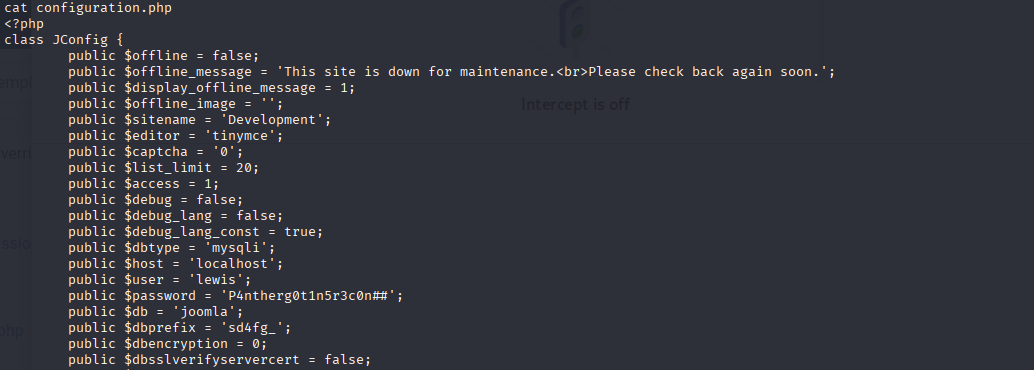 cat configuration.php
<?php
class JConfig {
public $offline = false;
public $offline_message = 'This site is down for maintenance.<br>Please check back again soon.';
public $display_offline_message = 1;
public $offline_image = '';
public $sitename = 'Development';
public $editor = 'tinymce';
public $captcha = '0';
public $list_limit = 20;
public $access = 1;
public $debug = false;
public $debug_lang = false;
public $debug_lang_const = true;
public $dbtype = 'mysqli';
public $host = 'localhost';
public $user = 'lewis';
public $password = 'P4ntherg0t1n5r3c0n##';
public $db = 'joomla';
public $dbprefix = 'sd4fg_';
public $dbencryption = 0;
public $dbsslverifyservercert = false;
Intercept is off